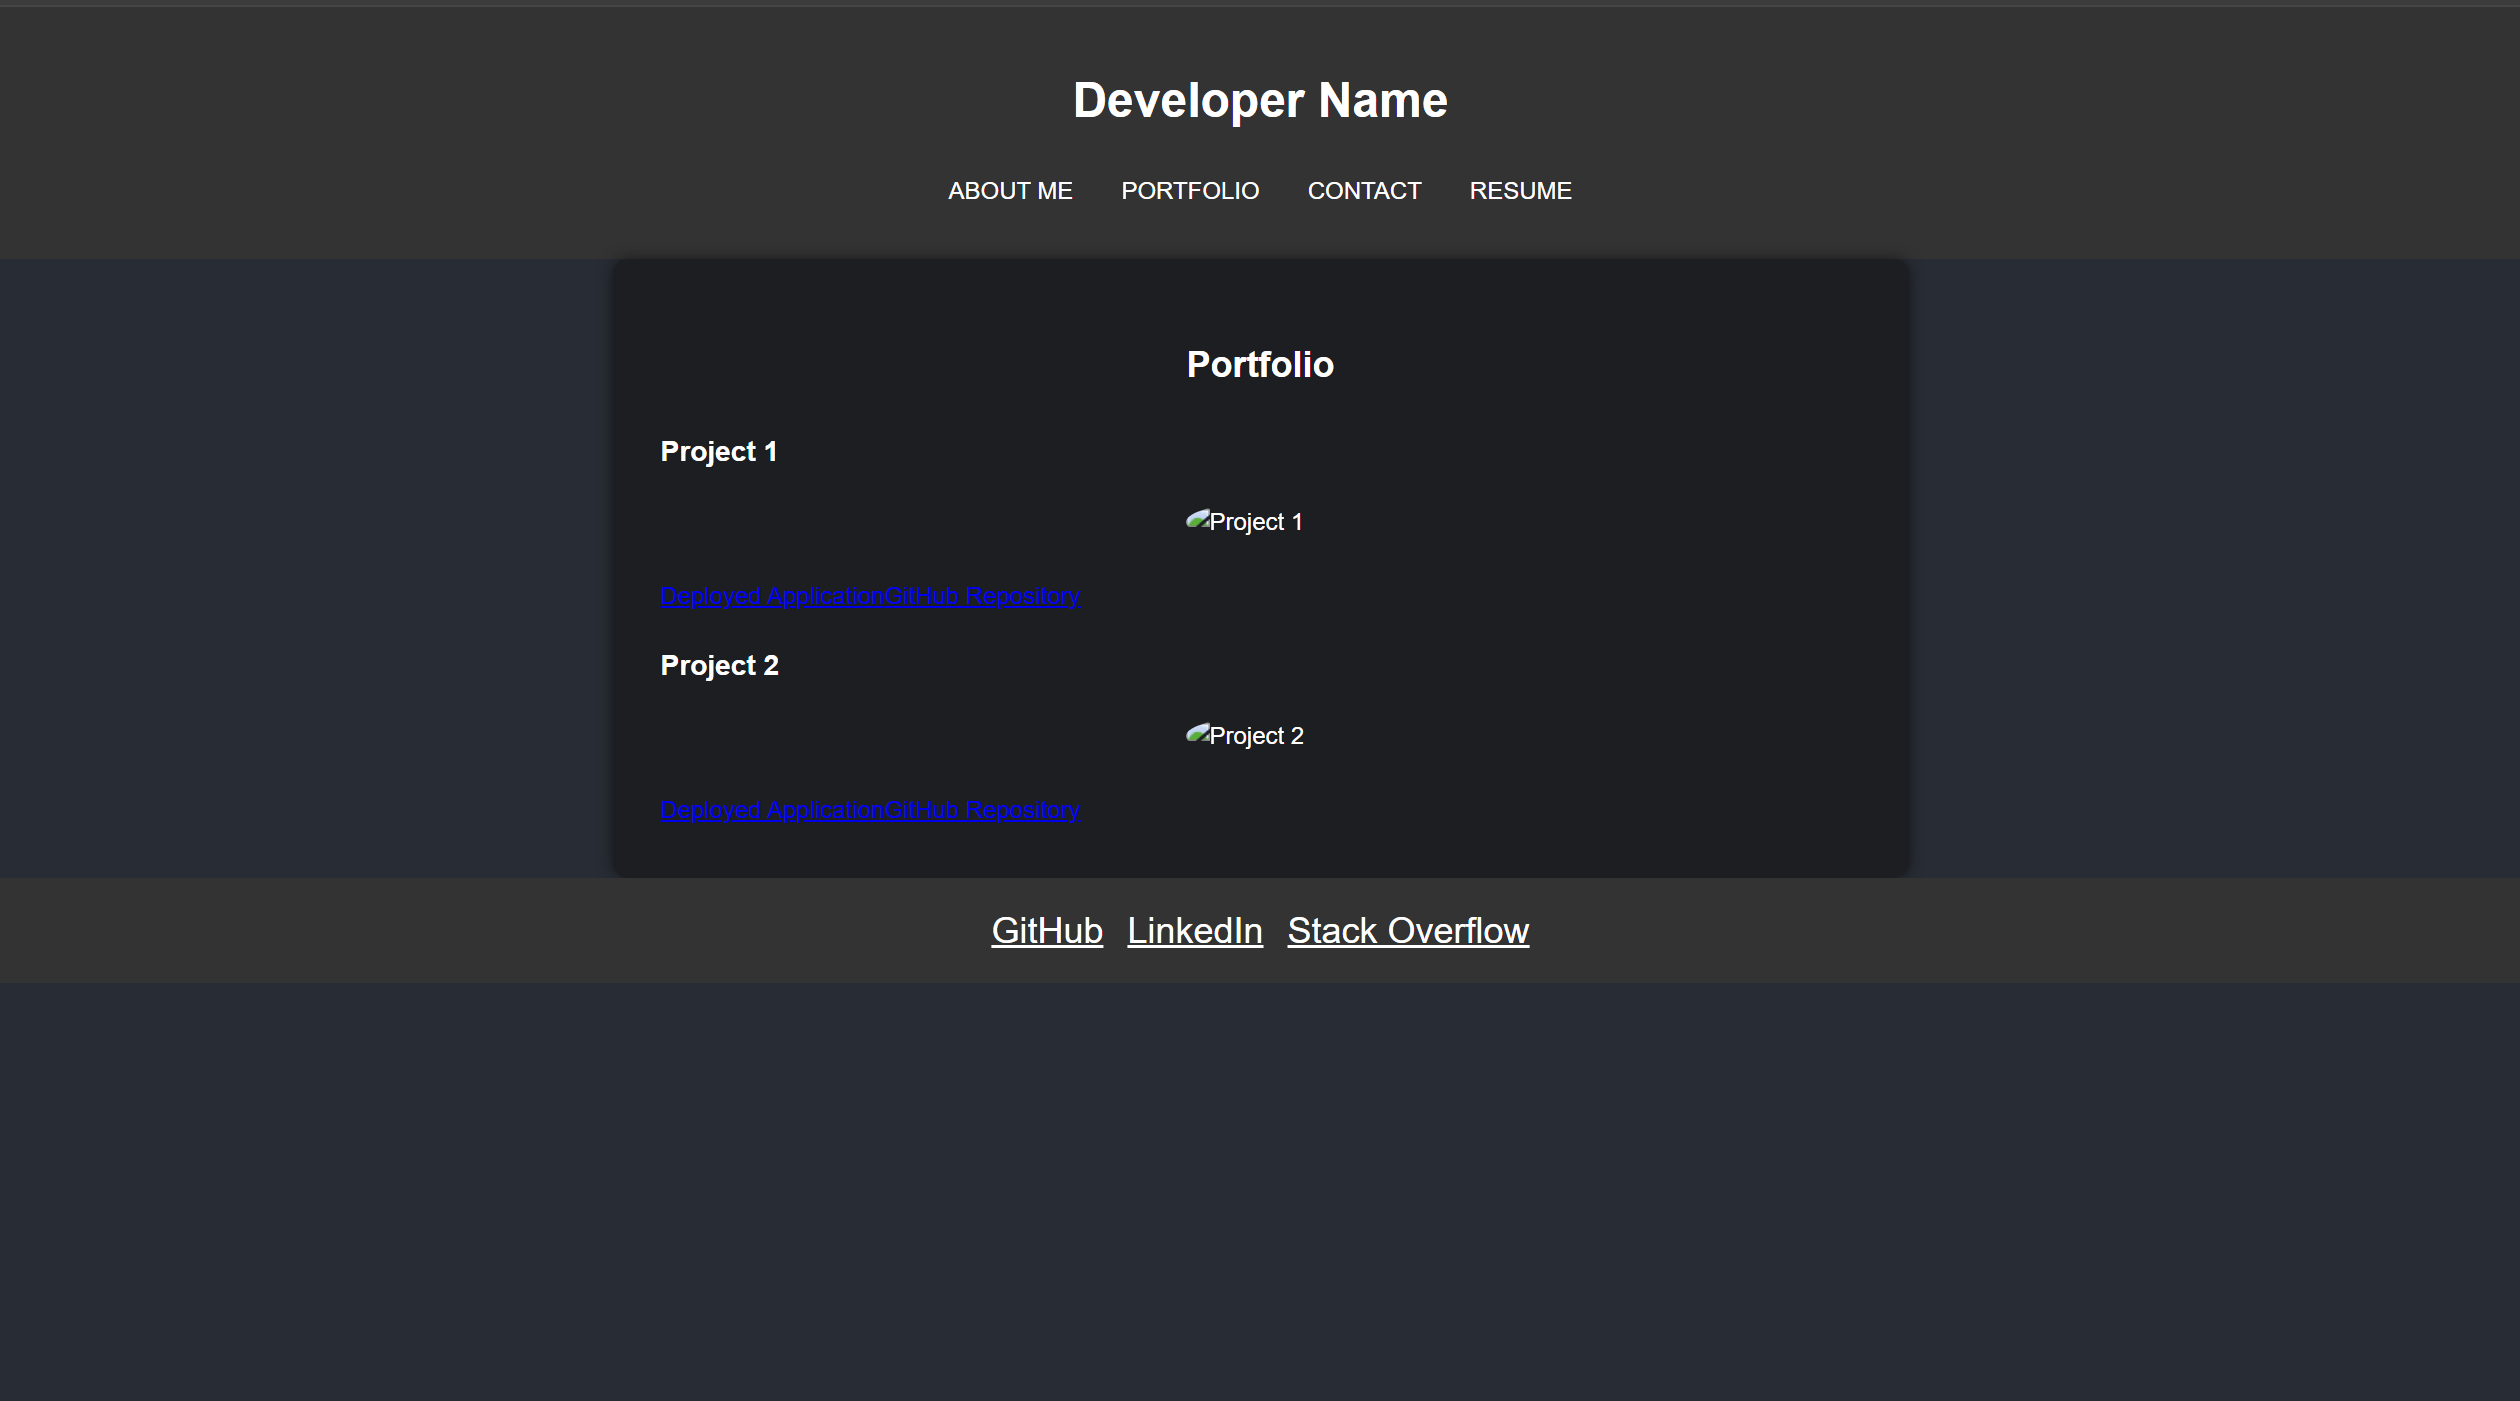 Developer Name
ABOUT ME PORTFOLIO CONTACT RESUME
Portfolio
Project 1
Project 1
Deployed ApplicationGitHub Repository
Project 2
Project 2
Deployed ApplicationGitHub Repository
GitHub LinkedIn Stack Overflow